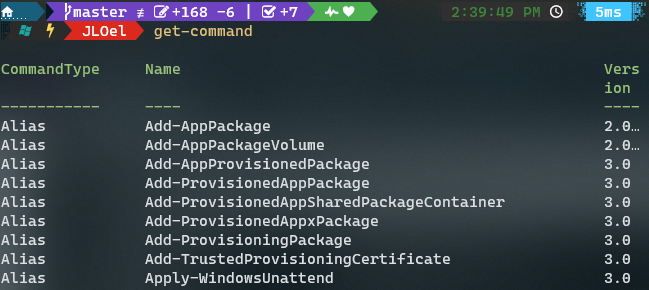 master ≢ +168 -6 | +7 2:39:49 PM 5ms
JLOel get-command
CommandType Name Vers
ion
----------- ---- ----
Alias Add-AppPackage 2.0…
Alias Add-AppPackageVolume 2.0…
Alias Add-AppProvisionedPackage 3.0
Alias Add-ProvisionedAppPackage 3.0
Alias Add-ProvisionedAppSharedPackageContainer 3.0
Alias Add-ProvisionedAppxPackage 3.0
Alias Add-ProvisioningPackage 3.0
Alias Add-TrustedProvisioningCertificate 3.0
Alias Apply-WindowsUnattend 3.0